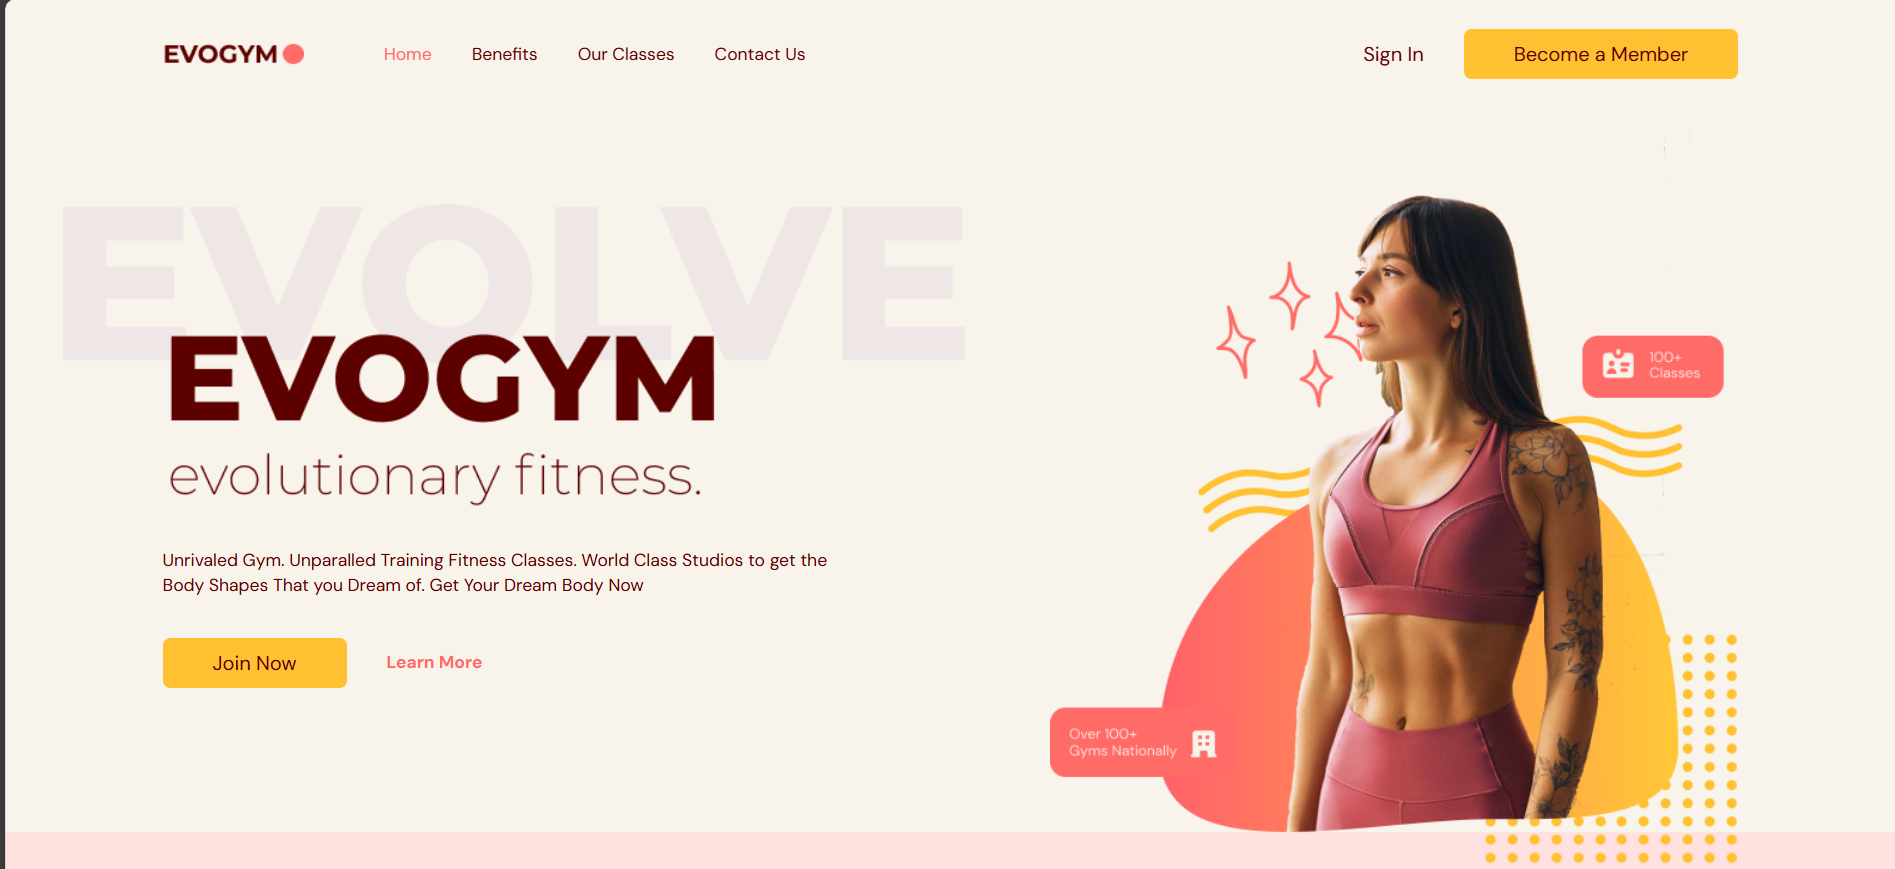 EVOGYM
Home
Benefits
Our Classes
Contact Us
Sign In
Become a Member
EVOLVE
EVOGYM
evolutionary fitness.
Unrivaled Gym. Unparalled Training Fitness Classes. World Class Studios to get the
Body Shapes That you Dream of. Get Your Dream Body Now
Join Now
Learn More
100+
Classes
Over 100+
Gyms Nationally